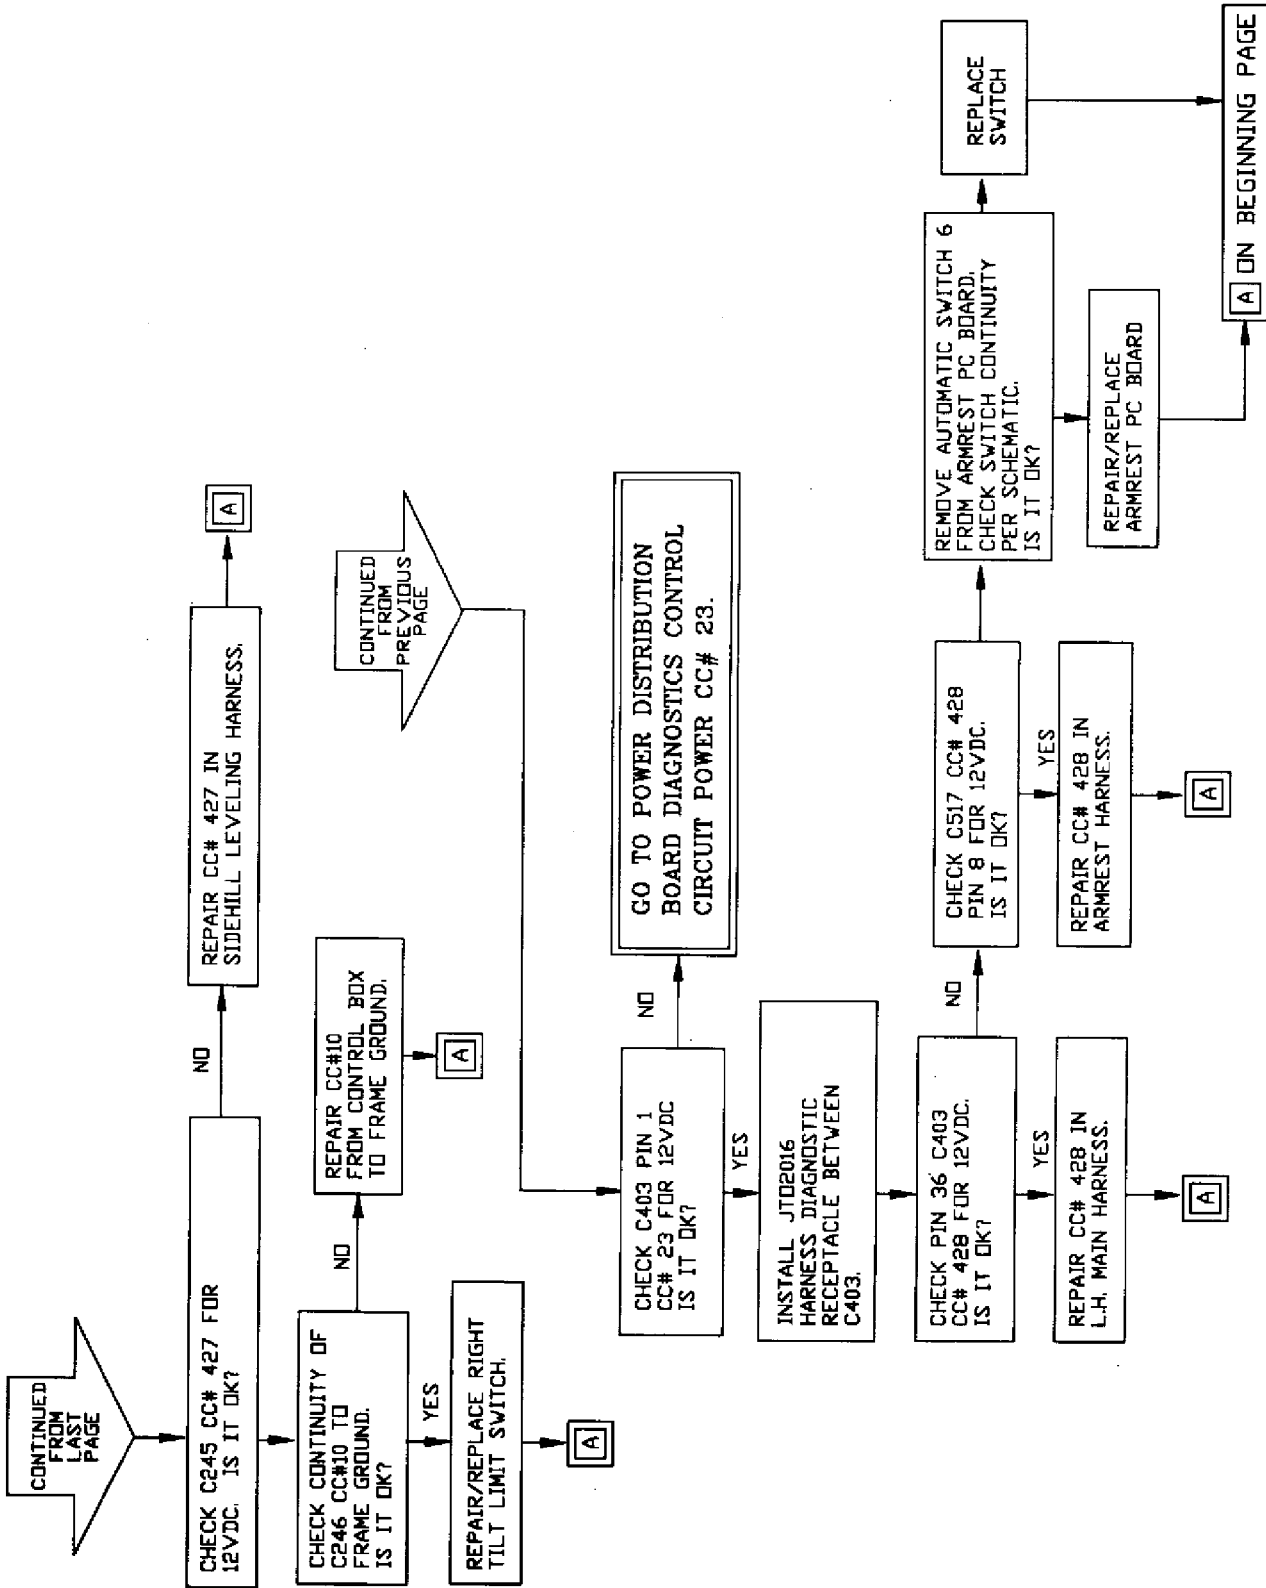 CONTINUED
FROM
LAST
PAGE
CHECK C245 CC# 427 FOR
12VDC. IS IT OK?
NO
REPAIR CC# 427 IN
SIDEHILL LEVELING HARNESS.
A
CHECK CONTINUITY OF
C246 CC#10 TO
FRAME GROUND.
IS IT OK?
NO
REPAIR CC#10
FROM CONTROL BOX
TO FRAME GROUND.
A
YES
REPAIR/REPLACE RIGHT
TILT LIMIT SWITCH.
A
CONTINUED
FROM
PREVIOUS
PAGE
CHECK C403 PIN 1
CC# 23 FOR 12VDC
IS IT OK?
NO
GO TO POWER DISTRIBUTION
BOARD DIAGNOSTICS CONTROL
CIRCUIT POWER CC# 23.
YES
INSTALL JT02016
HARNESS DIAGNOSTIC
RECEPTACLE BETWEEN
C403.
CHECK PIN 36 C403
CC# 428 FOR 12VDC.
IS IT OK?
NO
CHECK C517 CC# 428
PIN 8 FOR 12VDC.
IS IT OK?
REMOVE AUTOMATIC SWITCH 6
FROM ARMREST PC BOARD.
CHECK SWITCH CONTINUITY
PER SCHEMATIC.
IS IT OK?
REPLACE
SWITCH
YES
REPAIR CC# 428 IN
L.H. MAIN HARNESS.
A
YES
REPAIR CC# 428 IN
ARMREST HARNESS.
A
REPAIR/REPLACE
ARMREST PC BOARD
A ON BEGINNING PAGE